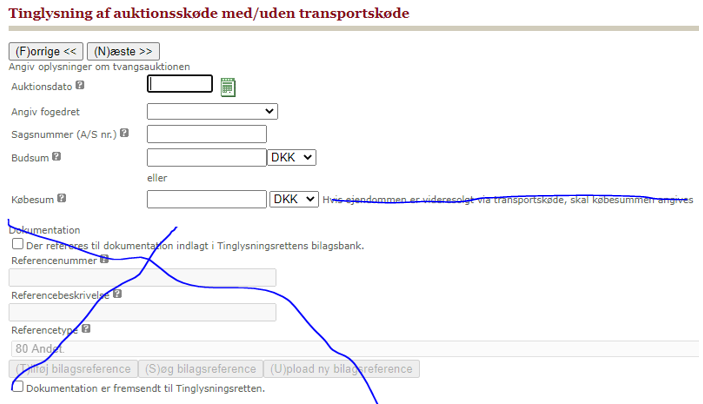 Tinglysning af auktionsskøde med/uden transportskøde
(F)orrige << (N)æste >>
Angiv oplysninger om tvangsauktionen
Auktionsdato ?
Angiv fogedret
Sagsnummer (A/S nr.) ?
Budsum ? DKK
eller
Købesum ? DKK Hvis ejendommen er videresolgt via transportskøde, skal købesummen angives
Dokumentation
Der refereres til dokumentation indlagt i Tinglysningsrettens bilagsbank.
Referencenummer ?
Referencebeskrivelse ?
Referencetype ?
80 Andet
(T)ilføj bilagsreference (S)øg bilagsreference (U)pload ny bilagsreference
Dokumentation er fremsendt til Tinglysningsretten.